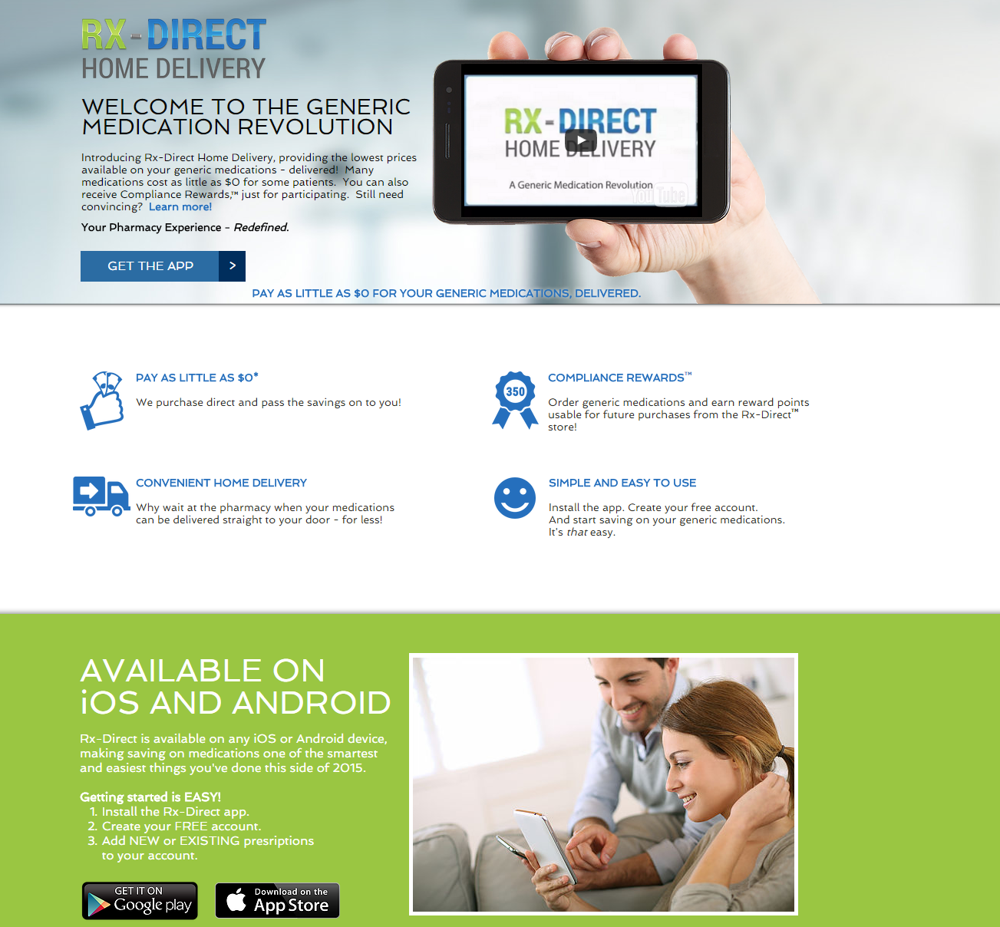 RX-DIRECT
HOME DELIVERY
WELCOME TO THE GENERIC
MEDICATION REVOLUTION
Introducing Rx-Direct Home Delivery, providing the lowest prices
available on your generic medications - delivered!  Many
medications cost as little as $0 for some patients.  You can also
receive Compliance Rewards,™ just for participating.  Still need
convincing?  Learn more!
Your Pharmacy Experience - Redefined.
GET THE APP >
RX-DIRECT
HOME DELIVERY
A Generic Medication Revolution
YouTube
PAY AS LITTLE AS $0 FOR YOUR GENERIC MEDICATIONS, DELIVERED.
PAY AS LITTLE AS $0*
We purchase direct and pass the savings on to you!
350
COMPLIANCE REWARDS™
Order generic medications and earn reward points
usable for future purchases from the Rx-Direct™
store!
CONVENIENT HOME DELIVERY
Why wait at the pharmacy when your medications
can be delivered straight to your door - for less!
SIMPLE AND EASY TO USE
Install the app. Create your free account.
And start saving on your generic medications.
It's that easy.
AVAILABLE ON
iOS AND ANDROID
Rx-Direct is available on any iOS or Android device,
making saving on medications one of the smartest
and easiest things you've done this side of 2015.
Getting started is EASY!
1. Install the Rx-Direct app.
2. Create your FREE account.
3. Add NEW or EXISTING presriptions
to your account.
GET IT ON
Google play
Download on the
App Store